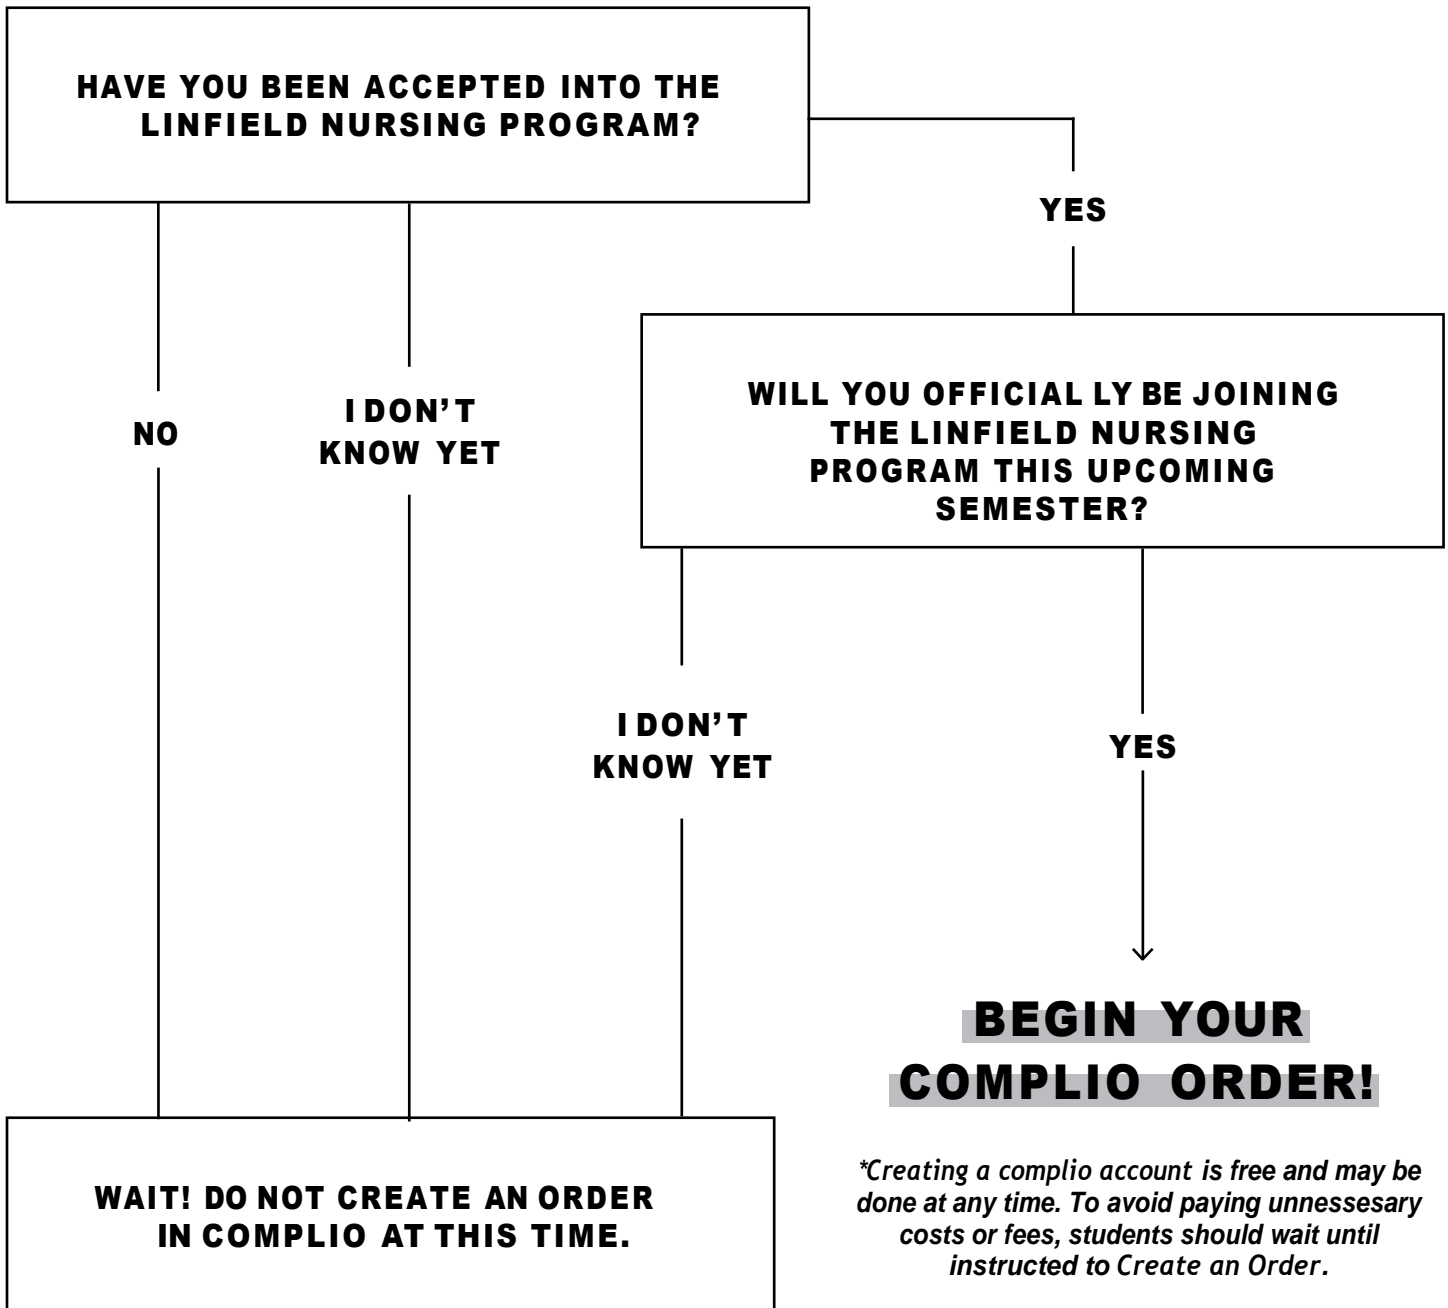 HAVE YOU BEEN ACCEPTED INTO THE
LINFIELD NURSING PROGRAM?
YES
WILL YOU OFFICIAL LY BE JOINING
THE LINFIELD NURSING
PROGRAM THIS UPCOMING
SEMESTER?
NO
I DON'T
KNOW YET
I DON'T
KNOW YET
YES
BEGIN YOUR
COMPLIO ORDER!
*Creating a complio account is free and may be
done at any time. To avoid paying unnessesary
costs or fees, students should wait until
instructed to Create an Order.
WAIT! DO NOT CREATE AN ORDER
IN COMPLIO AT THIS TIME.